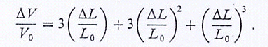 ΔV/V₀ = 3(ΔL/L₀) + 3(ΔL/L₀)² + (ΔL/L₀)³.